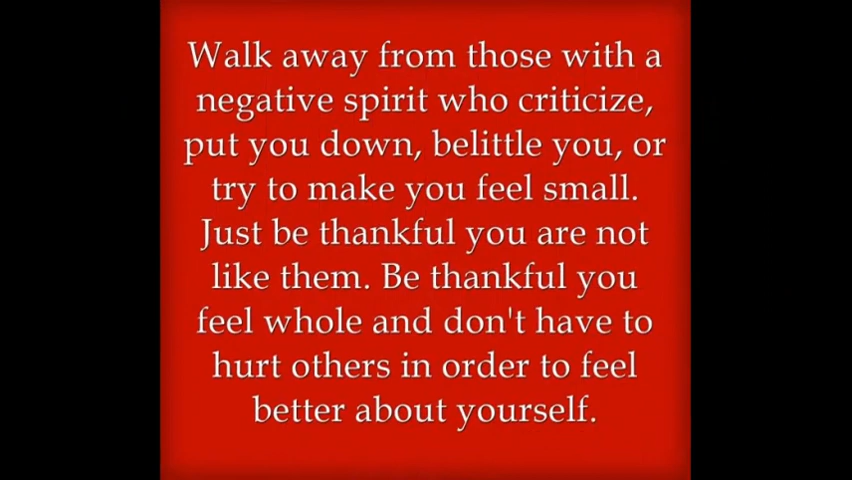 Walk away from those with a
negative spirit who criticize,
put you down, belittle you, or
try to make you feel small.
Just be thankful you are not
like them. Be thankful you
feel whole and don't have to
hurt others in order to feel
better about yourself.